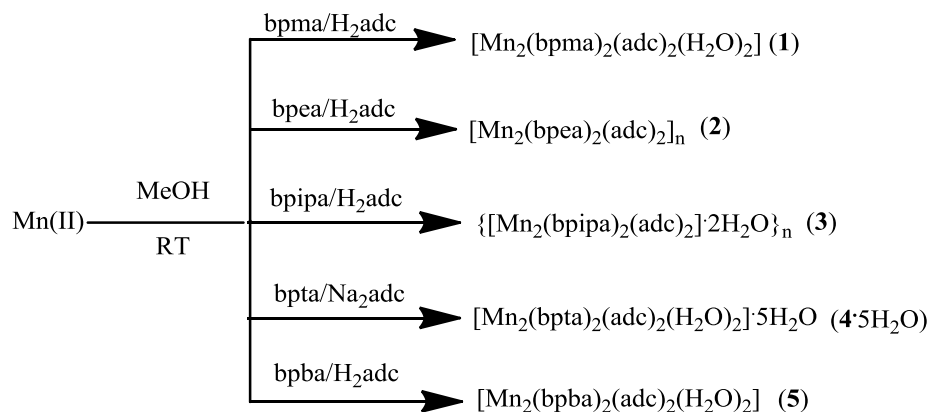 bpma/H₂adc
[Mn₂(bpma)₂(adc)₂(H₂O)₂] (1)
bpea/H₂adc
[Mn₂(bpea)₂(adc)₂]ₙ (2)
MeOH
bpipa/H₂adc
Mn(II)
{[Mn₂(bpipa)₂(adc)₂]·2H₂O}ₙ (3)
RT
bpta/Na₂adc
[Mn₂(bpta)₂(adc)₂(H₂O)₂]·5H₂O (4·5H₂O)
bpba/H₂adc
[Mn₂(bpba)₂(adc)₂(H₂O)₂] (5)